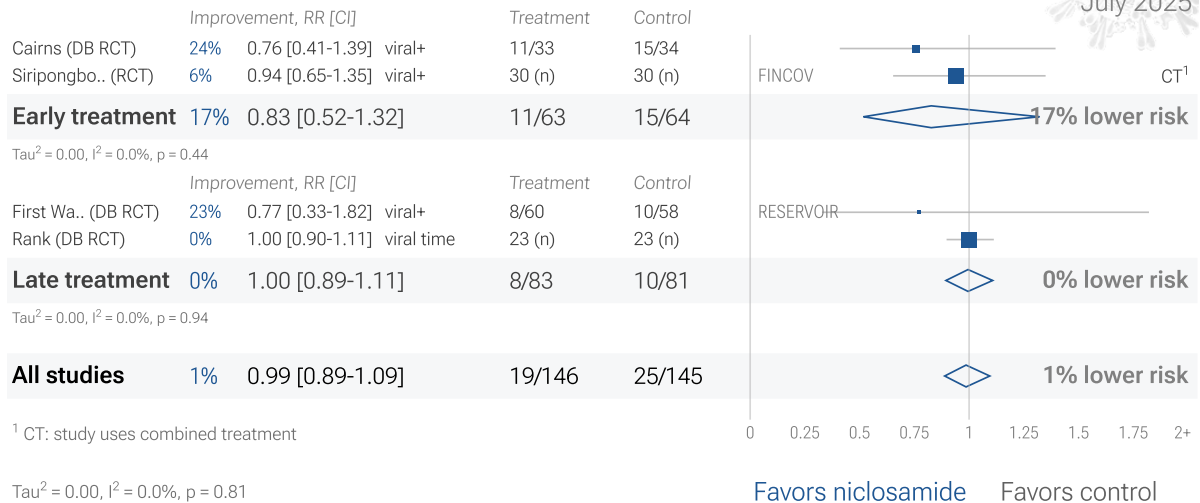 July 2025
Improvement, RR [CI] Treatment Control
Cairns (DB RCT) 24% 0.76 [0.41-1.39] viral+ 11/33 15/34
Siripongbo.. (RCT) 6% 0.94 [0.65-1.35] viral+ 30 (n) 30 (n) FINCOV CT¹
Early treatment 17% 0.83 [0.52-1.32] 11/63 15/64 17% lower risk
Tau² = 0.00, I² = 0.0%, p = 0.44
Improvement, RR [CI] Treatment Control
First Wa.. (DB RCT) 23% 0.77 [0.33-1.82] viral+ 8/60 10/58 RESERVOIR
Rank (DB RCT) 0% 1.00 [0.90-1.11] viral time 23 (n) 23 (n)
Late treatment 0% 1.00 [0.89-1.11] 8/83 10/81 0% lower risk
Tau² = 0.00, I² = 0.0%, p = 0.94
All studies 1% 0.99 [0.89-1.09] 19/146 25/145 1% lower risk
¹ CT: study uses combined treatment 0 0.25 0.5 0.75 1 1.25 1.5 1.75 2+
Tau² = 0.00, I² = 0.0%, p = 0.81 Favors niclosamide Favors control